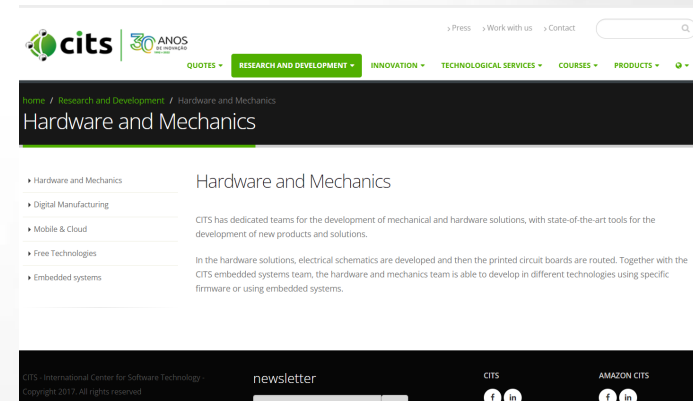 cits
30 ANOS
DE INOVAÇÃO
› Press › Work with us › Contact
QUOTES RESEARCH AND DEVELOPMENT INNOVATION TECHNOLOGICAL SERVICES COURSES PRODUCTS
home / Research and Development / Hardware and Mechanics
Hardware and Mechanics
Hardware and Mechanics
Digital Manufacturing
Mobile & Cloud
Free Technologies
Embedded systems
Hardware and Mechanics
CITS has dedicated teams for the development of mechanical and hardware solutions, with state-of-the-art tools for the
development of new products and solutions.
In the hardware solutions, electrical schematics are developed and then the printed circuit boards are routed. Together with the
CITS embedded systems team, the hardware and mechanics team is able to develop in different technologies using specific
firmware or using embedded systems.
CITS - International Center for Software Technology -
Copyright 2017. All rights reserved
newsletter
CITS
f in
AMAZON CITS
f in